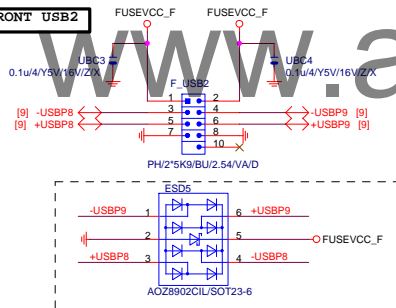 FRONT USB2
FUSEVCC_F FUSEVCC_F
www.a
UBC3 UBC4
0.1u/4/Y5V/16V/Z/X 0.1u/4/Y5V/16V/Z/X
F_USB2
1 2
[9] -USBP8 3 4 -USBP9 [9]
[9] +USBP8 5 6 +USBP9 [9]
7 8
10
PH/2*5K9/BU/2.54/VA/D
ESD5
-USBP9 1 6 +USBP9
2 5 FUSEVCC_F
+USBP8 3 4 -USBP8
AOZ8902CIL/SOT23-6